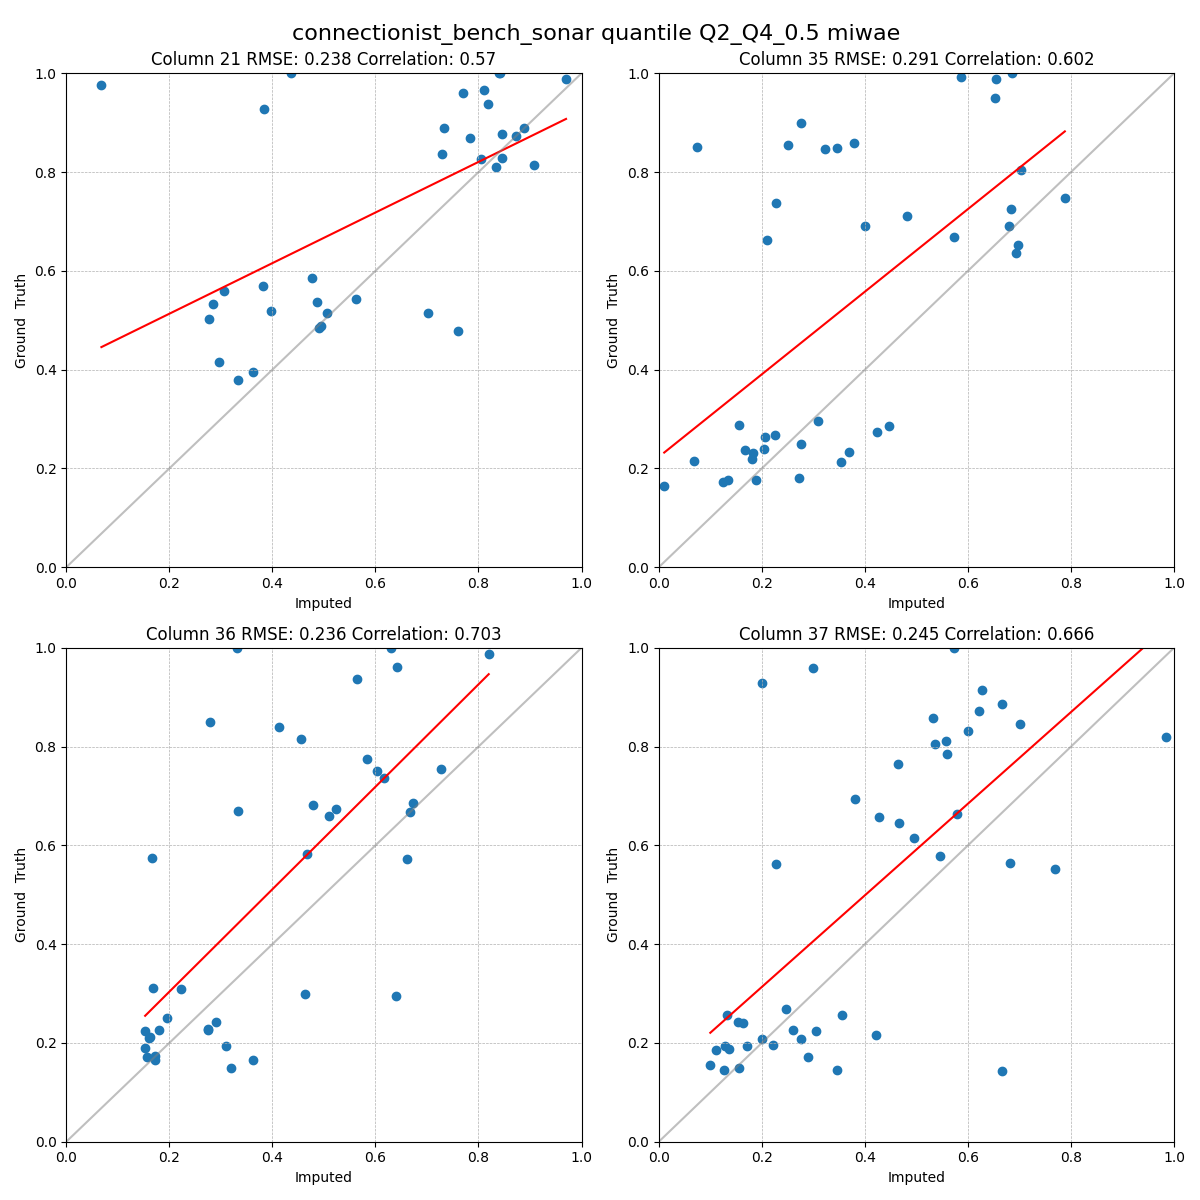 connectionist_bench_sonar quantile Q2_Q4_0.5 miwae
Column 21 RMSE: 0.238 Correlation: 0.57
Column 35 RMSE: 0.291 Correlation: 0.602
1.0
0.8
0.6
0.4
0.2
0.0
Ground Truth
0.0 0.2 0.4 0.6 0.8 1.0
Imputed
1.0
0.8
0.6
0.4
0.2
0.0
Ground Truth
0.0 0.2 0.4 0.6 0.8 1.0
Imputed
Column 36 RMSE: 0.236 Correlation: 0.703
Column 37 RMSE: 0.245 Correlation: 0.666
1.0
0.8
0.6
0.4
0.2
0.0
Ground Truth
0.0 0.2 0.4 0.6 0.8 1.0
Imputed
1.0
0.8
0.6
0.4
0.2
0.0
Ground Truth
0.0 0.2 0.4 0.6 0.8 1.0
Imputed